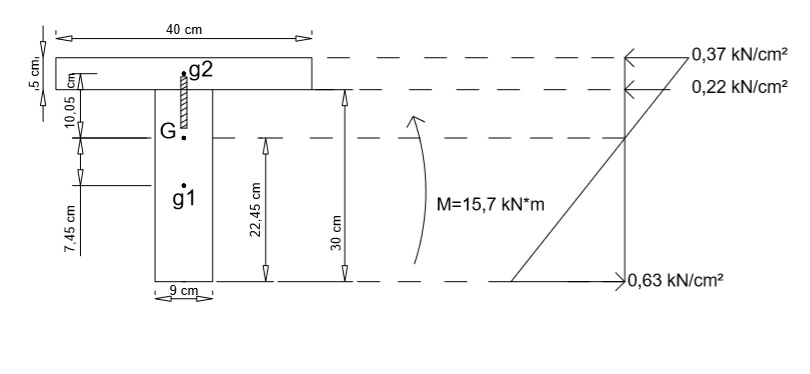 40 cm
0,37 kN/cm²
5 cm
g2
0,22 kN/cm²
10,05 cm
G
g1
7,45 cm
22,45 cm
30 cm
M=15,7 kN*m
9 cm
0,63 kN/cm²